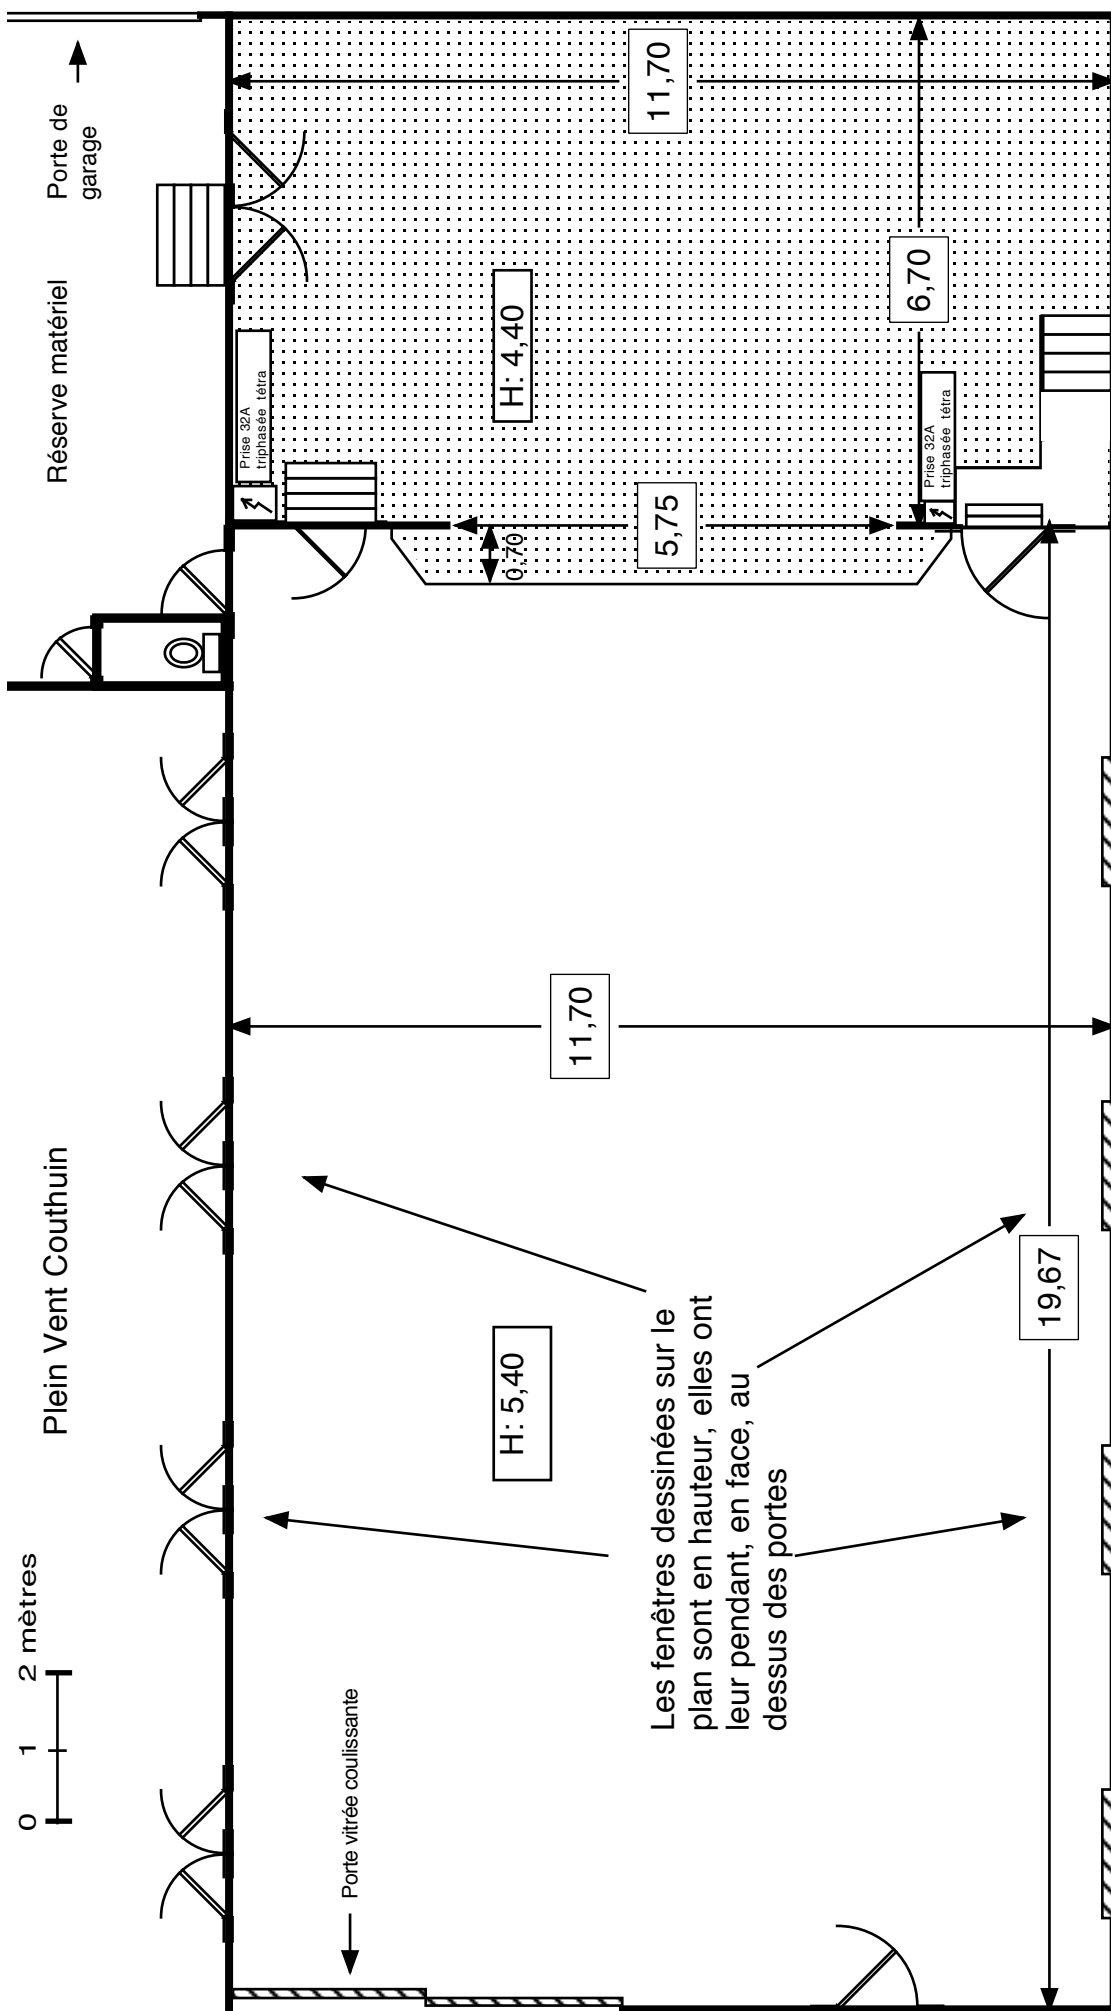 0 1 2 mètres
Plein Vent Couthuin
Réserve matériel
Porte de
garage
Prise 32A
triphasée tétra
H: 4,40
11,70
6,70
Prise 32A
triphasée tétra
5,75
0,70
11,70
H: 5,40
19,67
Les fenêtres dessinées sur le
plan sont en hauteur, elles ont
leur pendant, en face, au
dessus des portes
Porte vitrée coulissante